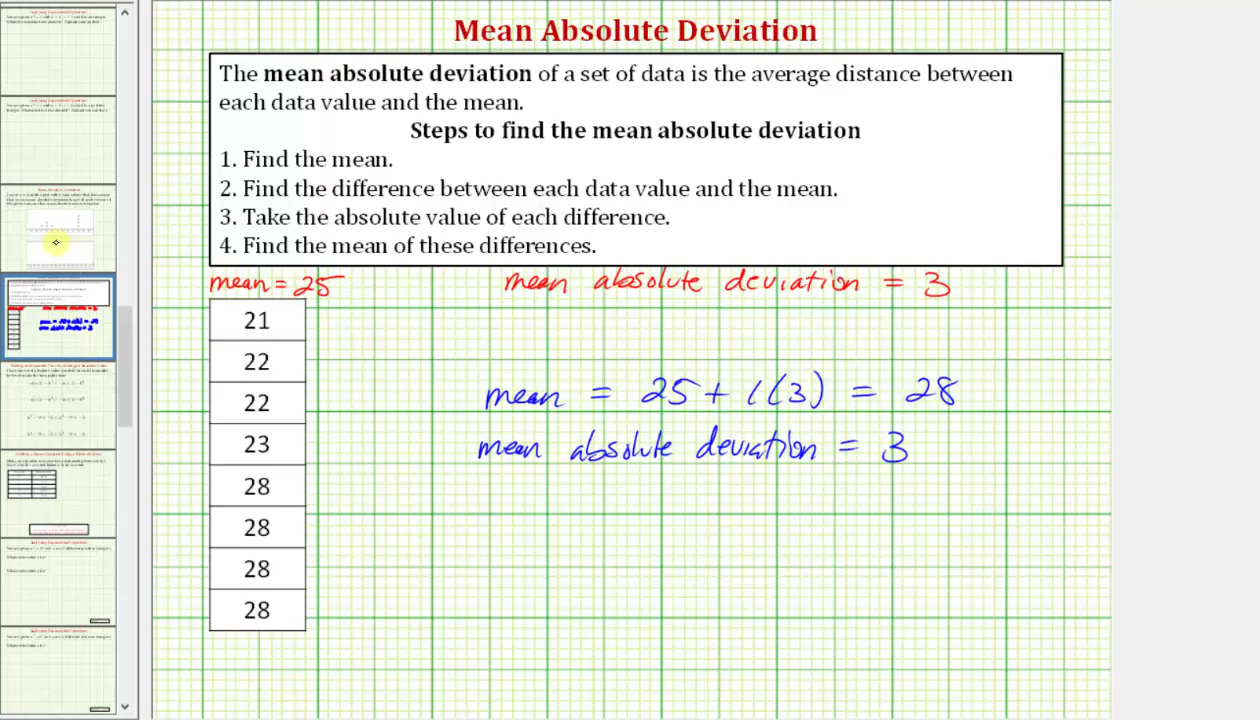 Mean Absolute Deviation
The mean absolute deviation of a set of data is the average distance between
each data value and the mean.
Steps to find the mean absolute deviation
1. Find the mean.
2. Find the difference between each data value and the mean.
3. Take the absolute value of each difference.
4. Find the mean of these differences.
mean = 25
mean absolute deviation = 3
21
22
22
23
28
28
28
28
mean = 25 + 1(3) = 28
mean absolute deviation = 3